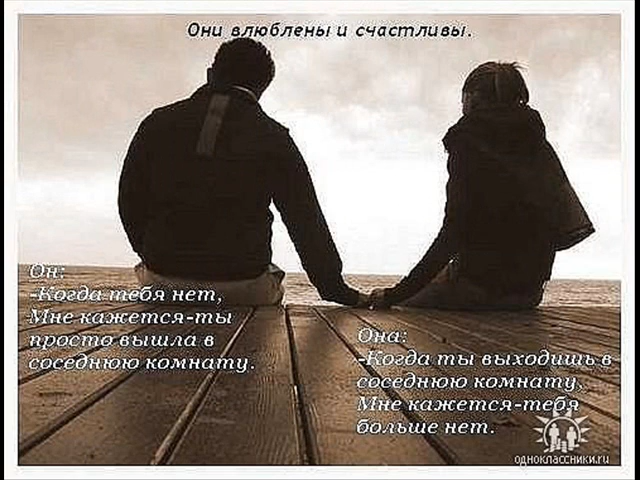 Они влюблены и счастливы.
Он:
-Когда тебя нет,
Мне кажется-ты
просто вышла в
соседнюю комнату.
Она:
-Когда ты выходишь в
соседнюю комнату,
Мне кажется-тебя
больше нет.
одноклассники.ru